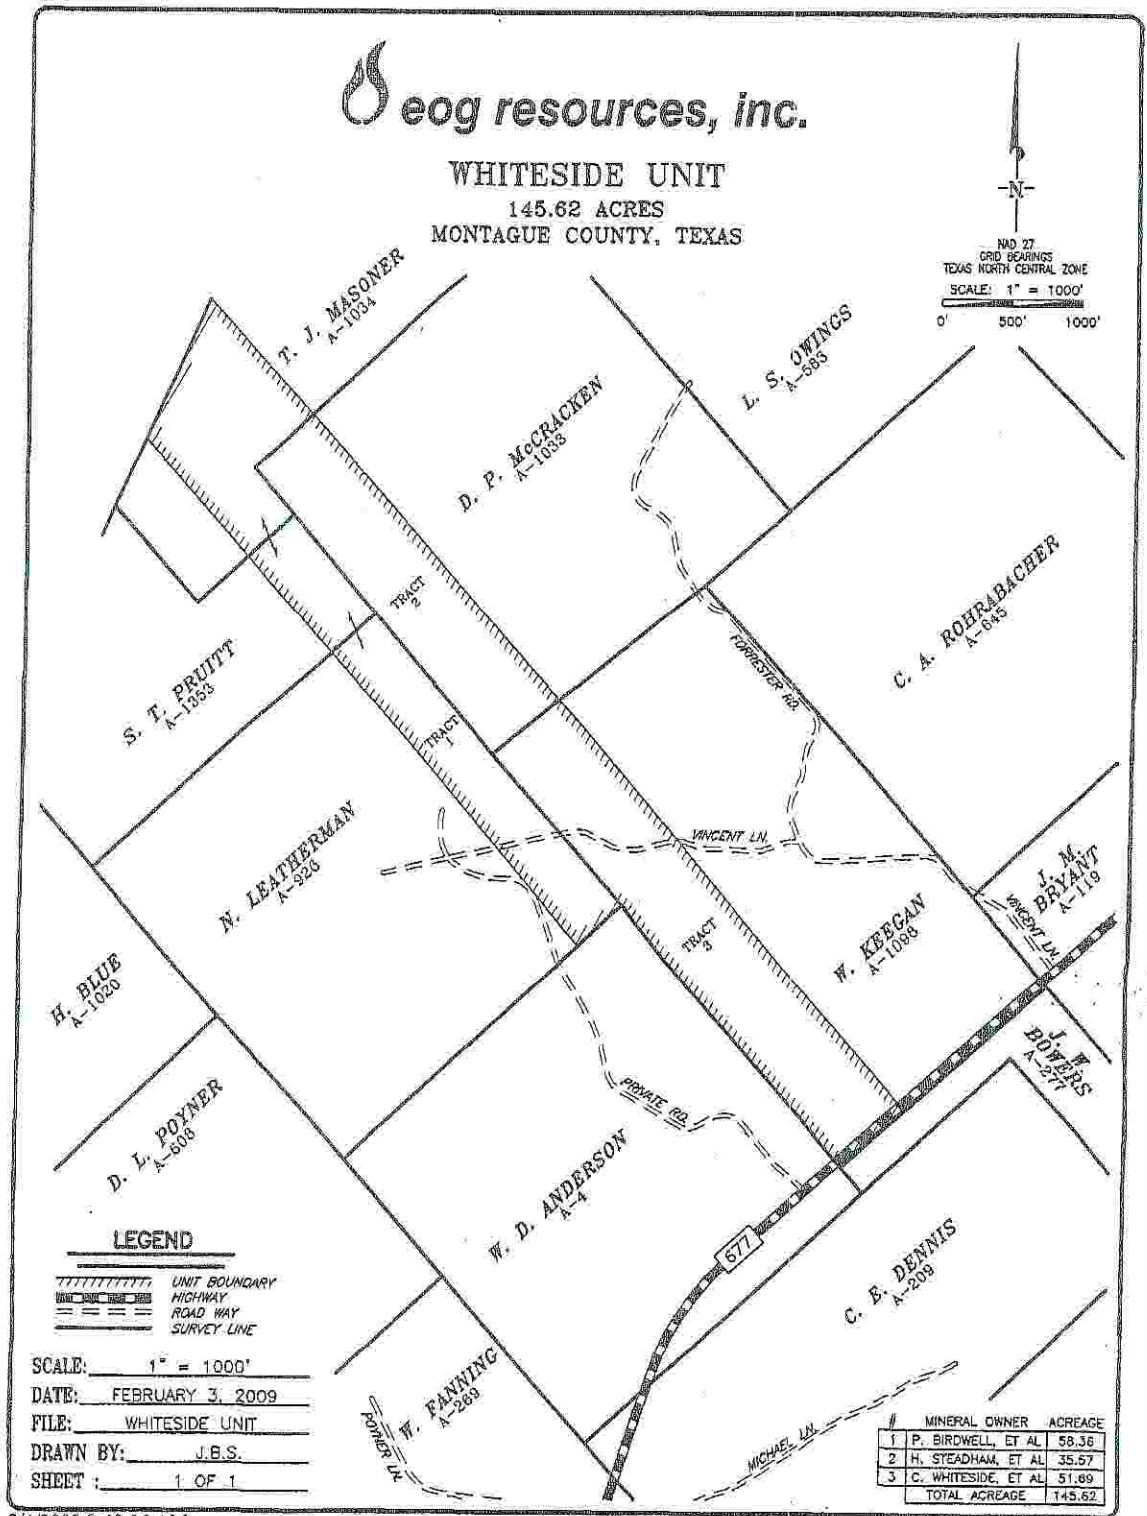 eog resources, inc.
WHITESIDE UNIT
145.62 ACRES
MONTAGUE COUNTY, TEXAS
-N-
NAD 27
GRID BEARINGS
TEXAS NORTH CENTRAL ZONE
SCALE: 1" = 1000'
0' 500' 1000'
T. J. MASONER
A-1034
D. P. McCRACKEN
A-1033
L. S. OWINGS
A-583
C. A. ROHRABACHER
A-645
TRACT
2
S. T. PRUITT
A-1353
FORRESTER RD.
TRACT
1
VINCENT LN.
N. LEATHERMAN
A-926
J. M.
BRYANT
A-119
VINCENT LN.
TRACT
3
W. KEEGAN
A-1098
H. BLUE
A-1020
J. W
BOWERS
A-277
D. L. POYNER
A-608
PRIVATE RD.
W. D. ANDERSON
A-4
677
C. E. DENNIS
A-209
LEGEND
UNIT BOUNDARY
HIGHWAY
ROAD WAY
SURVEY LINE
W. FANNING
A-269
POYNER LN.
MICHAEL LN.
SCALE: 1" = 1000'
DATE: FEBRUARY 3, 2009
FILE: WHITESIDE UNIT
DRAWN BY: J.B.S.
SHEET : 1 OF 1
# MINERAL OWNER ACREAGE
1 P. BIRDWELL, ET AL 58.36
2 H. STEADHAM, ET AL 35.57
3 C. WHITESIDE, ET AL 51.69
TOTAL ACREAGE 145.62